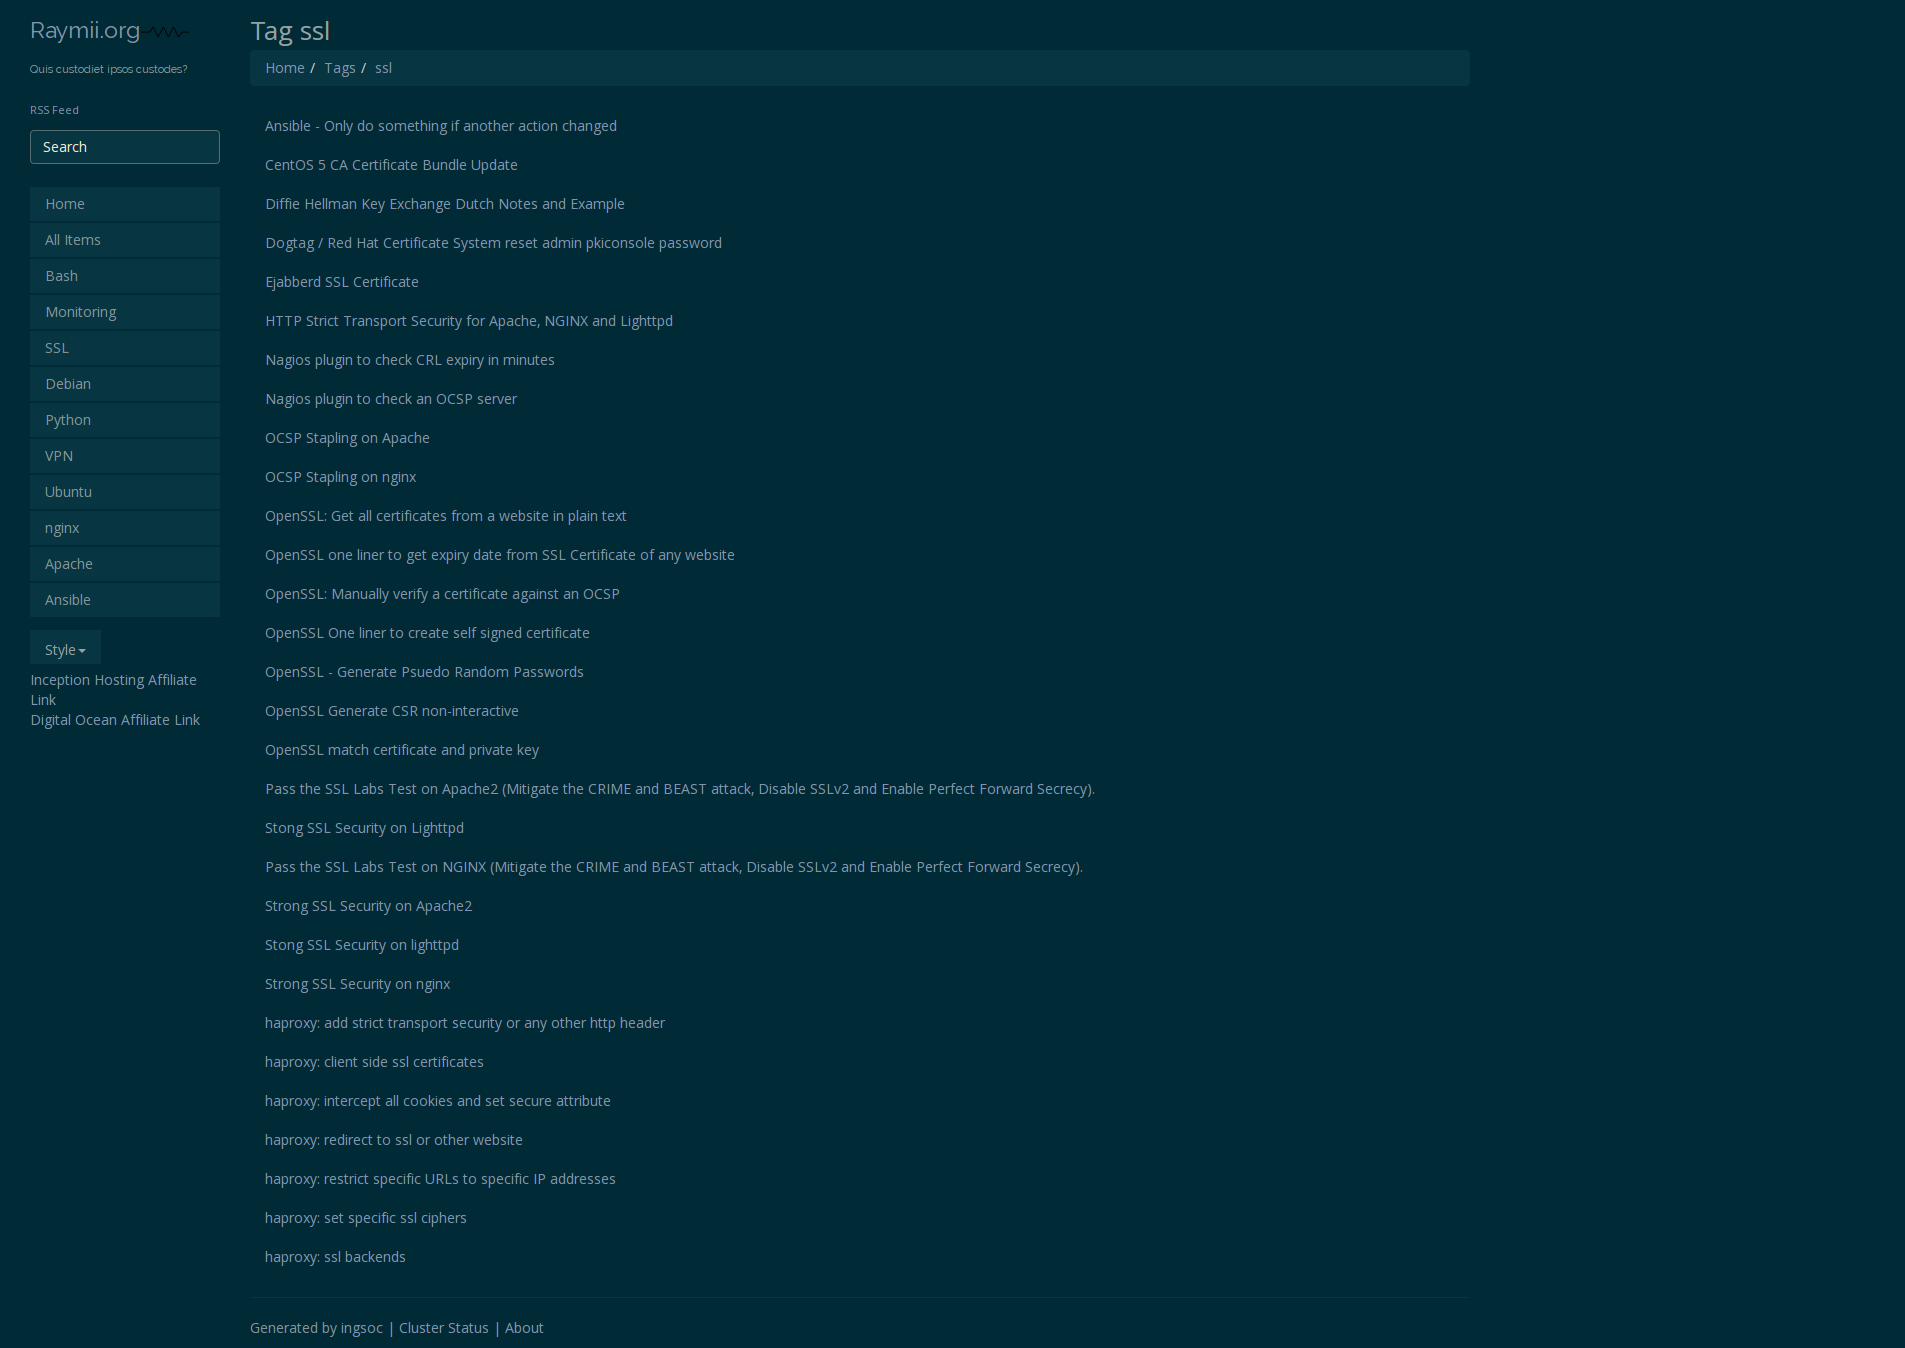 Raymii.org
Quis custodiet ipsos custodes?
RSS Feed
Search
Home
All Items
Bash
Monitoring
SSL
Debian
Python
VPN
Ubuntu
nginx
Apache
Ansible
Style
Inception Hosting Affiliate
Link
Digital Ocean Affiliate Link
Tag ssl
Home / Tags / ssl
Ansible - Only do something if another action changed
CentOS 5 CA Certificate Bundle Update
Diffie Hellman Key Exchange Dutch Notes and Example
Dogtag / Red Hat Certificate System reset admin pkiconsole password
Ejabberd SSL Certificate
HTTP Strict Transport Security for Apache, NGINX and Lighttpd
Nagios plugin to check CRL expiry in minutes
Nagios plugin to check an OCSP server
OCSP Stapling on Apache
OCSP Stapling on nginx
OpenSSL: Get all certificates from a website in plain text
OpenSSL one liner to get expiry date from SSL Certificate of any website
OpenSSL: Manually verify a certificate against an OCSP
OpenSSL One liner to create self signed certificate
OpenSSL - Generate Psuedo Random Passwords
OpenSSL Generate CSR non-interactive
OpenSSL match certificate and private key
Pass the SSL Labs Test on Apache2 (Mitigate the CRIME and BEAST attack, Disable SSLv2 and Enable Perfect Forward Secrecy).
Stong SSL Security on Lighttpd
Pass the SSL Labs Test on NGINX (Mitigate the CRIME and BEAST attack, Disable SSLv2 and Enable Perfect Forward Secrecy).
Strong SSL Security on Apache2
Stong SSL Security on lighttpd
Strong SSL Security on nginx
haproxy: add strict transport security or any other http header
haproxy: client side ssl certificates
haproxy: intercept all cookies and set secure attribute
haproxy: redirect to ssl or other website
haproxy: restrict specific URLs to specific IP addresses
haproxy: set specific ssl ciphers
haproxy: ssl backends
Generated by ingsoc | Cluster Status | About